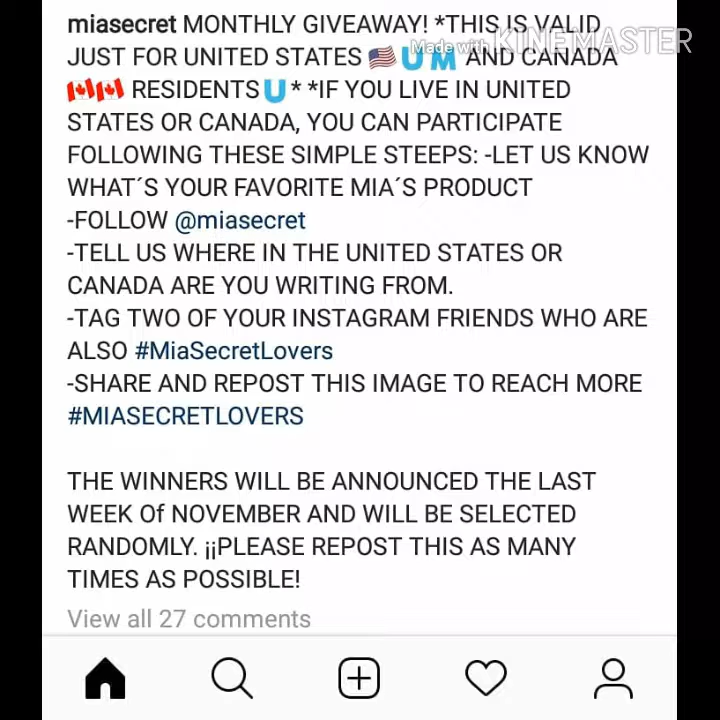 miasecret MONTHLY GIVEAWAY! *THIS IS VALID
Made with KINEMASTER
JUST FOR UNITED STATES 🇺🇸 U M AND CANADA
🇨🇦🇨🇦 RESIDENTS U * *IF YOU LIVE IN UNITED
STATES OR CANADA, YOU CAN PARTICIPATE
FOLLOWING THESE SIMPLE STEEPS: -LET US KNOW
WHAT´S YOUR FAVORITE MIA´S PRODUCT
-FOLLOW @miasecret
-TELL US WHERE IN THE UNITED STATES OR
CANADA ARE YOU WRITING FROM.
-TAG TWO OF YOUR INSTAGRAM FRIENDS WHO ARE
ALSO #MiaSecretLovers
-SHARE AND REPOST THIS IMAGE TO REACH MORE
#MIASECRETLOVERS
THE WINNERS WILL BE ANNOUNCED THE LAST
WEEK Of NOVEMBER AND WILL BE SELECTED
RANDOMLY. ¡¡PLEASE REPOST THIS AS MANY
TIMES AS POSSIBLE!
View all 27 comments